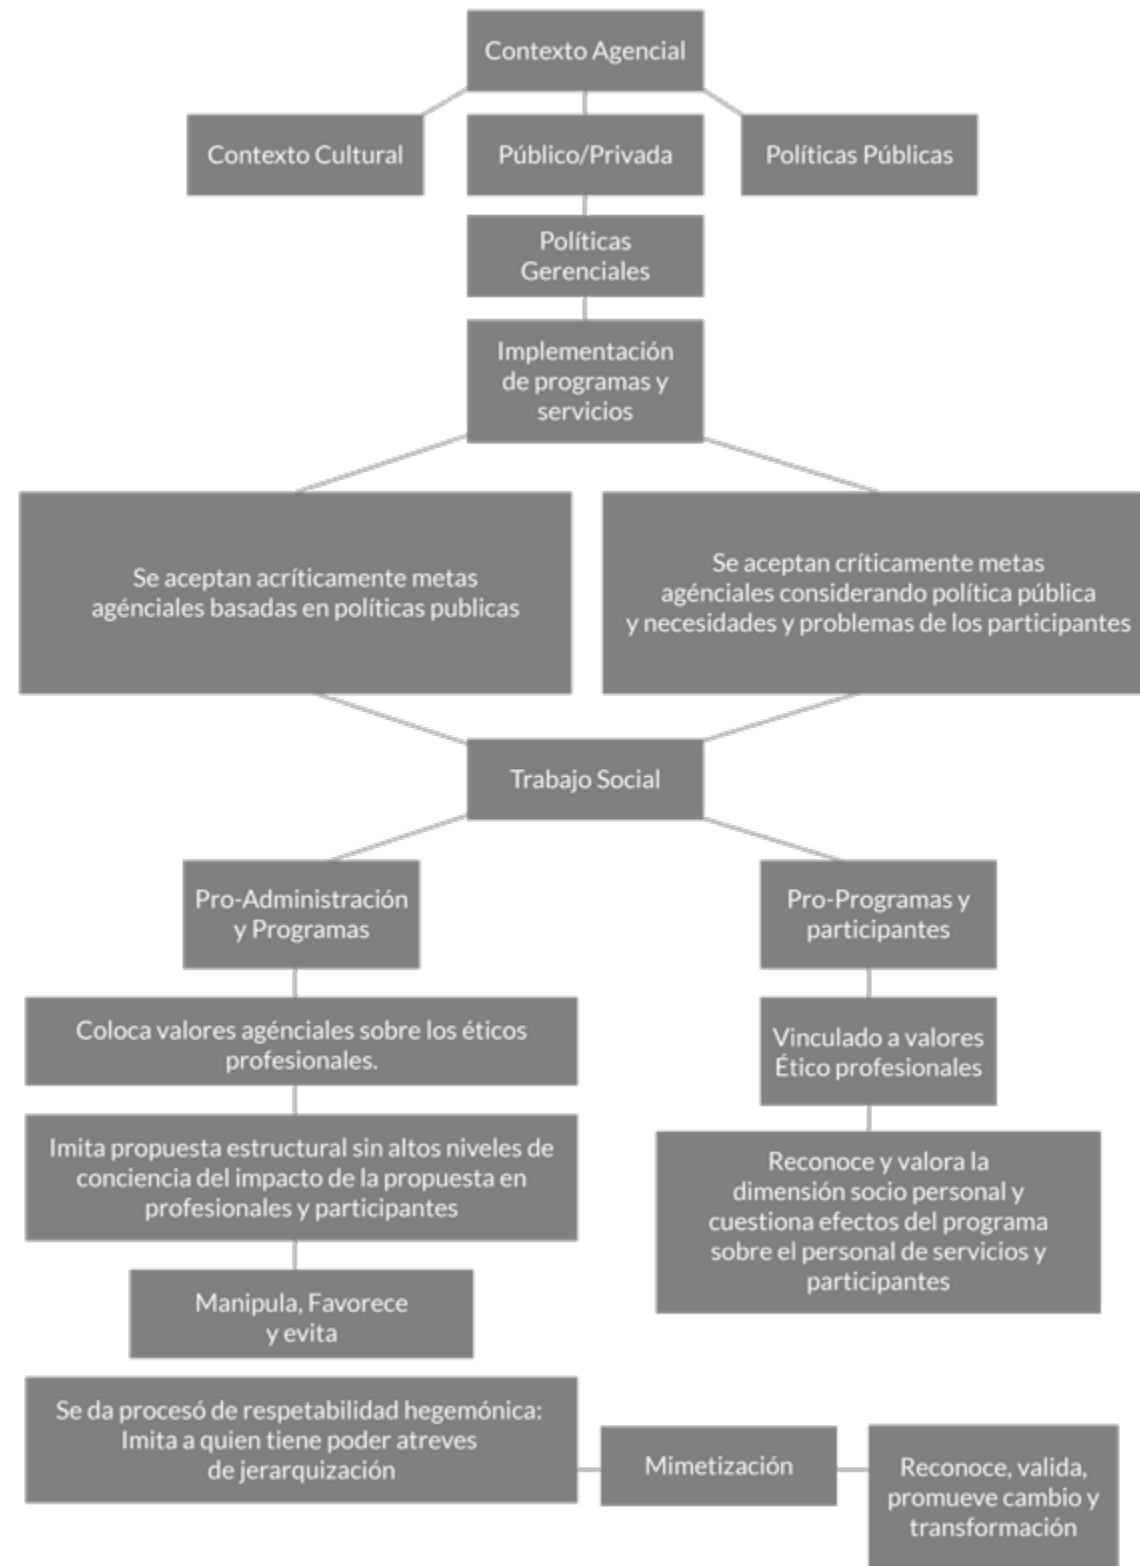 Contexto Agencial
Contexto Cultural
Público/Privada
Políticas Públicas
Políticas
Gerenciales
Implementación
de programas y
servicios
Se aceptan acríticamente metas
agénciales basadas en políticas publicas
Se aceptan críticamente metas
agénciales considerando política pública
y necesidades y problemas de los participantes
Trabajo Social
Pro-Administración
y Programas
Pro-Programas y
participantes
Coloca valores agénciales sobre los éticos
profesionales.
Vinculado a valores
Ético profesionales
Imita propuesta estructural sin altos niveles de
conciencia del impacto de la propuesta en
profesionales y participantes
Reconoce y valora la
dimensión socio personal y
cuestiona efectos del programa
sobre el personal de servicios y
participantes
Manipula, Favorece
y evita
Se da procesó de respetabilidad hegemónica:
Imita a quien tiene poder atreves
de jerarquización
Mimetización
Reconoce, valida,
promueve cambio y
transformación